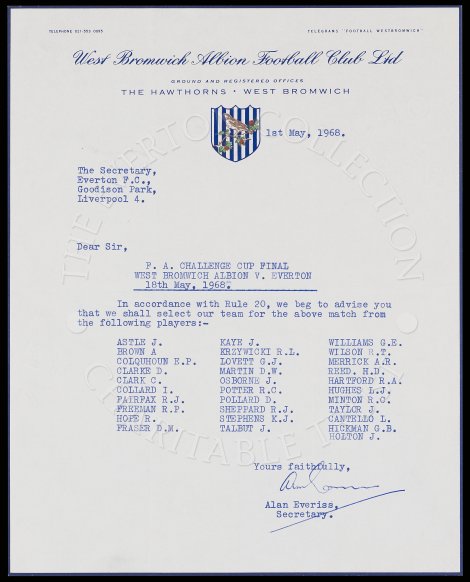 TELEPHONE 021-553 0095
TELEGRAMS "FOOTBALL WESTBROMWICH"
West Bromwich Albion Football Club Ltd
GROUND AND REGISTERED OFFICES
THE HAWTHORNS · WEST BROMWICH
1st May, 1968.
The Secretary,
Everton F.C.,
Goodison Park,
Liverpool 4.
Dear Sir,
F. A. CHALLENGE CUP FINAL
WEST BROMWICH ALBION V. EVERTON
18th May, 1968.
In accordance with Rule 20, we beg to advise you
that we shall select our team for the above match from
the following players:-
ASTLE J. KAYE J. WILLIAMS G.E.
BROWN A KRZYWICKI R.L. WILSON R.T.
COLQUHOUN E.P. LOVETT G.J. MERRICK A.R.
CLARKE D. MARTIN D.W. REED. H.D.
CLARK C. OSBORNE J. HARTFORD R.A.
COLLARD I. POTTER R.C. HUGHES L.J.
FAIRFAX R.J. POLLARD D. MINTON R.C.
FREEMAN R.P. SHEPPARD R.J. TAYLOR J.
HOPE R. STEPHENS K.J. CANTELLO L.
FRASER D.M. TALBUT J. HICKMAN G.B.
HOLTON J.
Yours faithfully,
Alan Everiss,
Secretary.
THE EVERTON COLLECTION
CHARITABLE TRUST